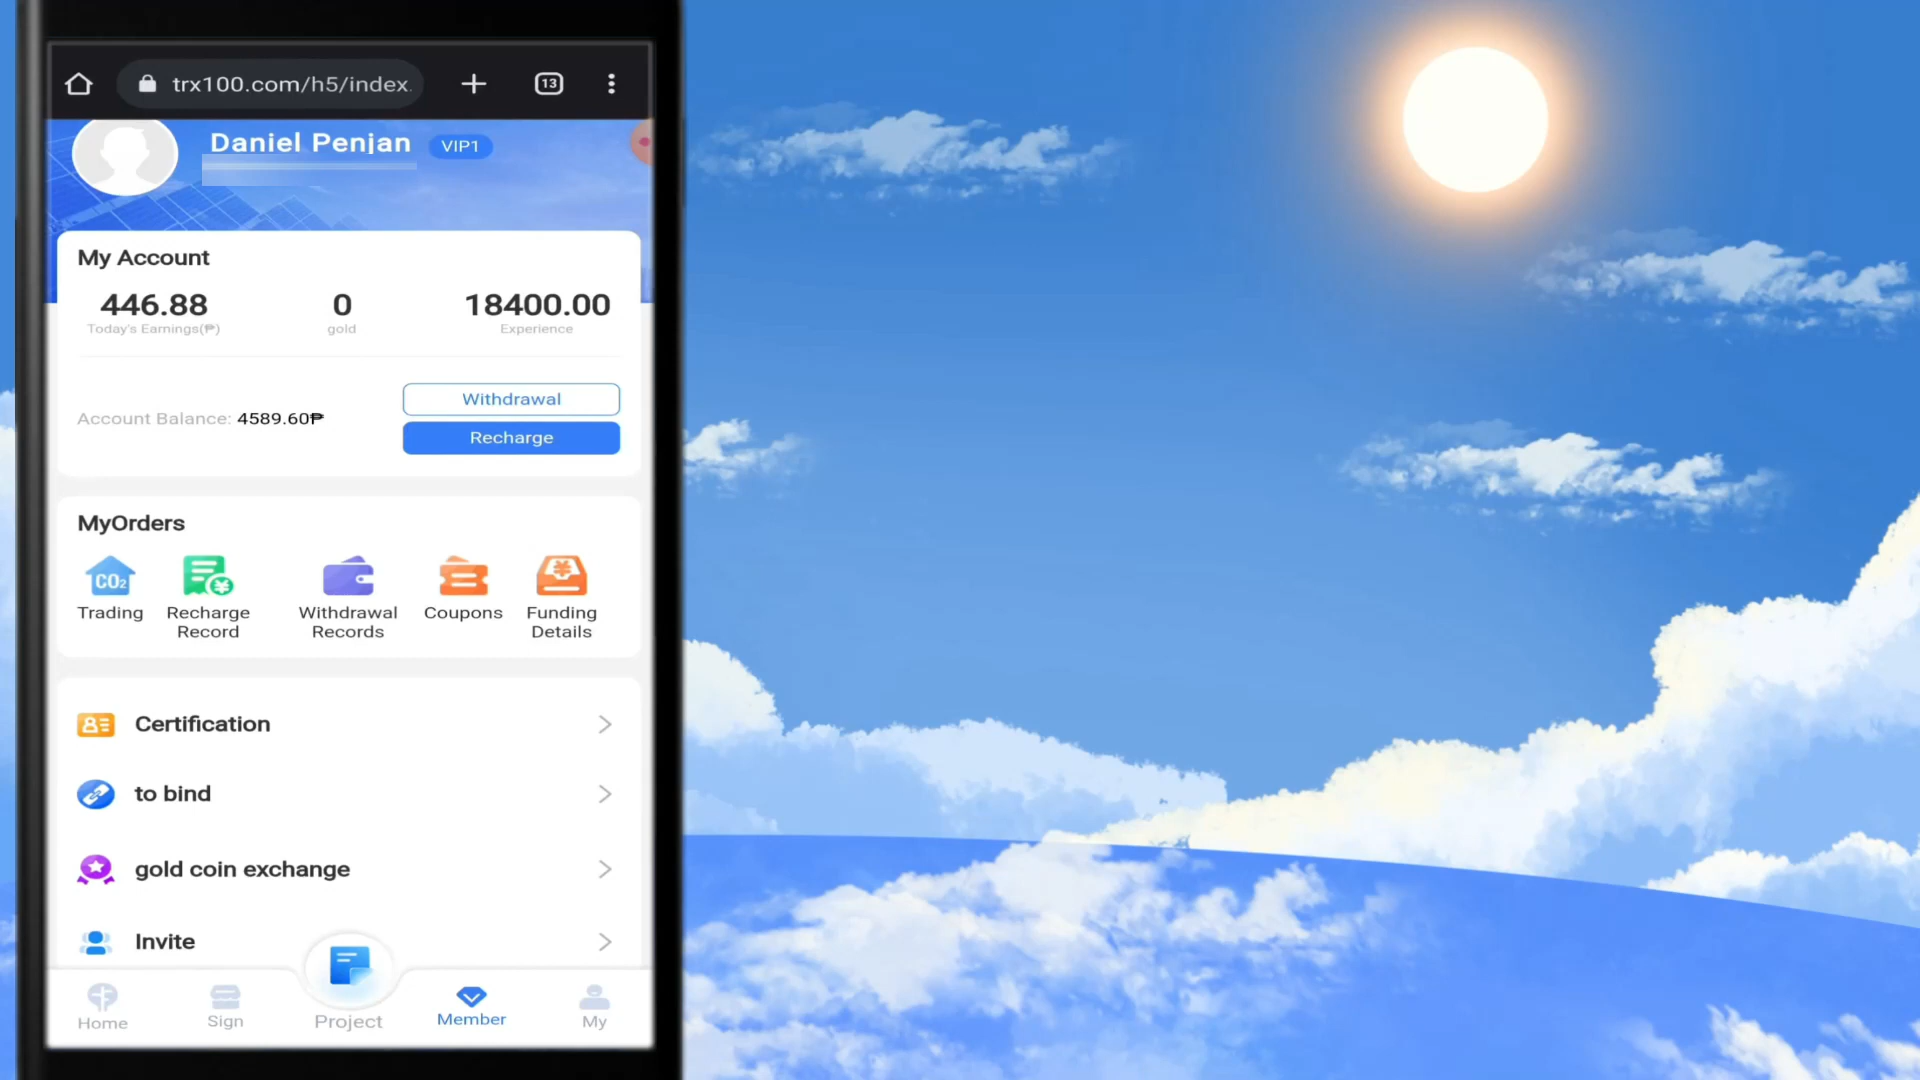 trx100.com/h5/index.
13
Daniel Penjan
VIP1
My Account
446.88
0
18400.00
Today's Earnings(₱)
gold
Experience
Withdrawal
Account Balance: 4589.60₱
Recharge
MyOrders
CO2
Trading
Recharge Record
Withdrawal Records
Coupons
Funding Details
Certification
to bind
gold coin exchange
Invite
Home
Sign
Project
Member
My